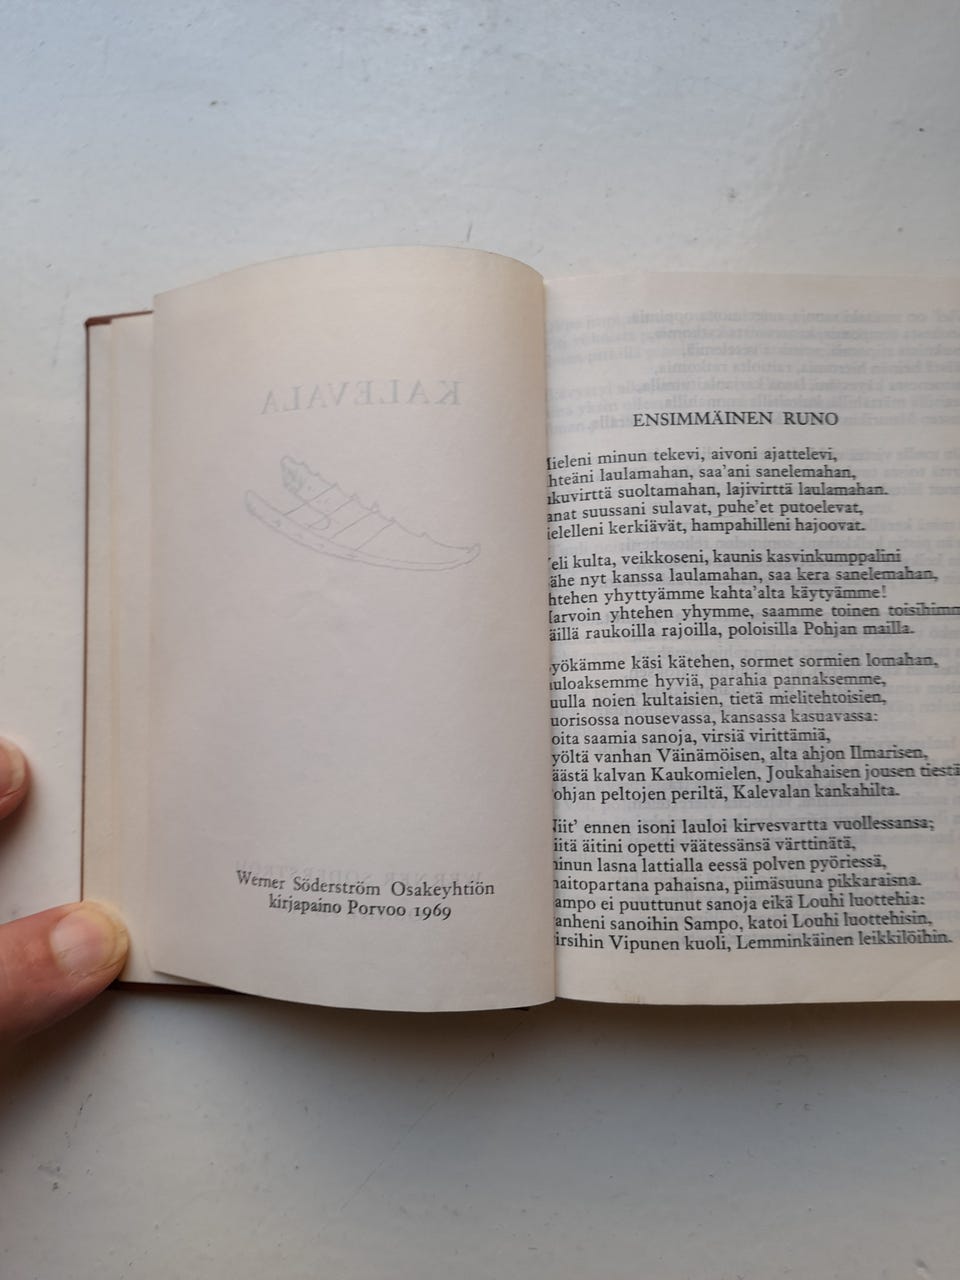 Werner Söderström Osakeyhtiön
kirjapaino Porvoo 1969
ENSIMMÄINEN RUNO
ieleni minun tekevi, aivoni ajattelevi,
hteäni laulamahan, saa'ani sanelemahan,
kuvirttä suoltamahan, lajivirttä laulamahan.
anat suussani sulavat, puhe'et putoelevat,
ielelleni kerkiävät, hampahilleni hajoovat.
eli kulta, veikkoseni, kaunis kasvinkumppalini
ähe nyt kanssa laulamahan, saa kera sanelemahan,
htehen yhyttyämme kahta'alta käytyämme!
arvoin yhtehen yhymme, saamme toinen toisihimm
äillä raukoilla rajoilla, poloisilla Pohjan mailla.
yökämme käsi kätehen, sormet sormien lomahan,
uloaksemme hyviä, parahia pannaksemme,
uulla noien kultaisien, tietä mielitehtoisien,
uorisossa nousevassa, kansassa kasuavassa:
oita saamia sanoja, virsiä virittämiä,
yöltä vanhan Väinämöisen, alta ahjon Ilmarisen,
äästä kalvan Kaukomielen, Joukahaisen jousen tiestä
ohjan peltojen periltä, Kalevalan kankahilta.
iit' ennen isoni lauloi kirvesvartta vuollessansa;
iitä äitini opetti väätessänsä värttinätä,
inun lasna lattialla eessä polven pyöriessä,
aitopartana pahaisna, piimäsuuna pikkaraisna.
ampo ei puuttunut sanoja eikä Louhi luottehia:
anheni sanoihin Sampo, katoi Louhi luottehisin,
irsihin Vipunen kuoli, Lemminkäinen leikkilöihin.